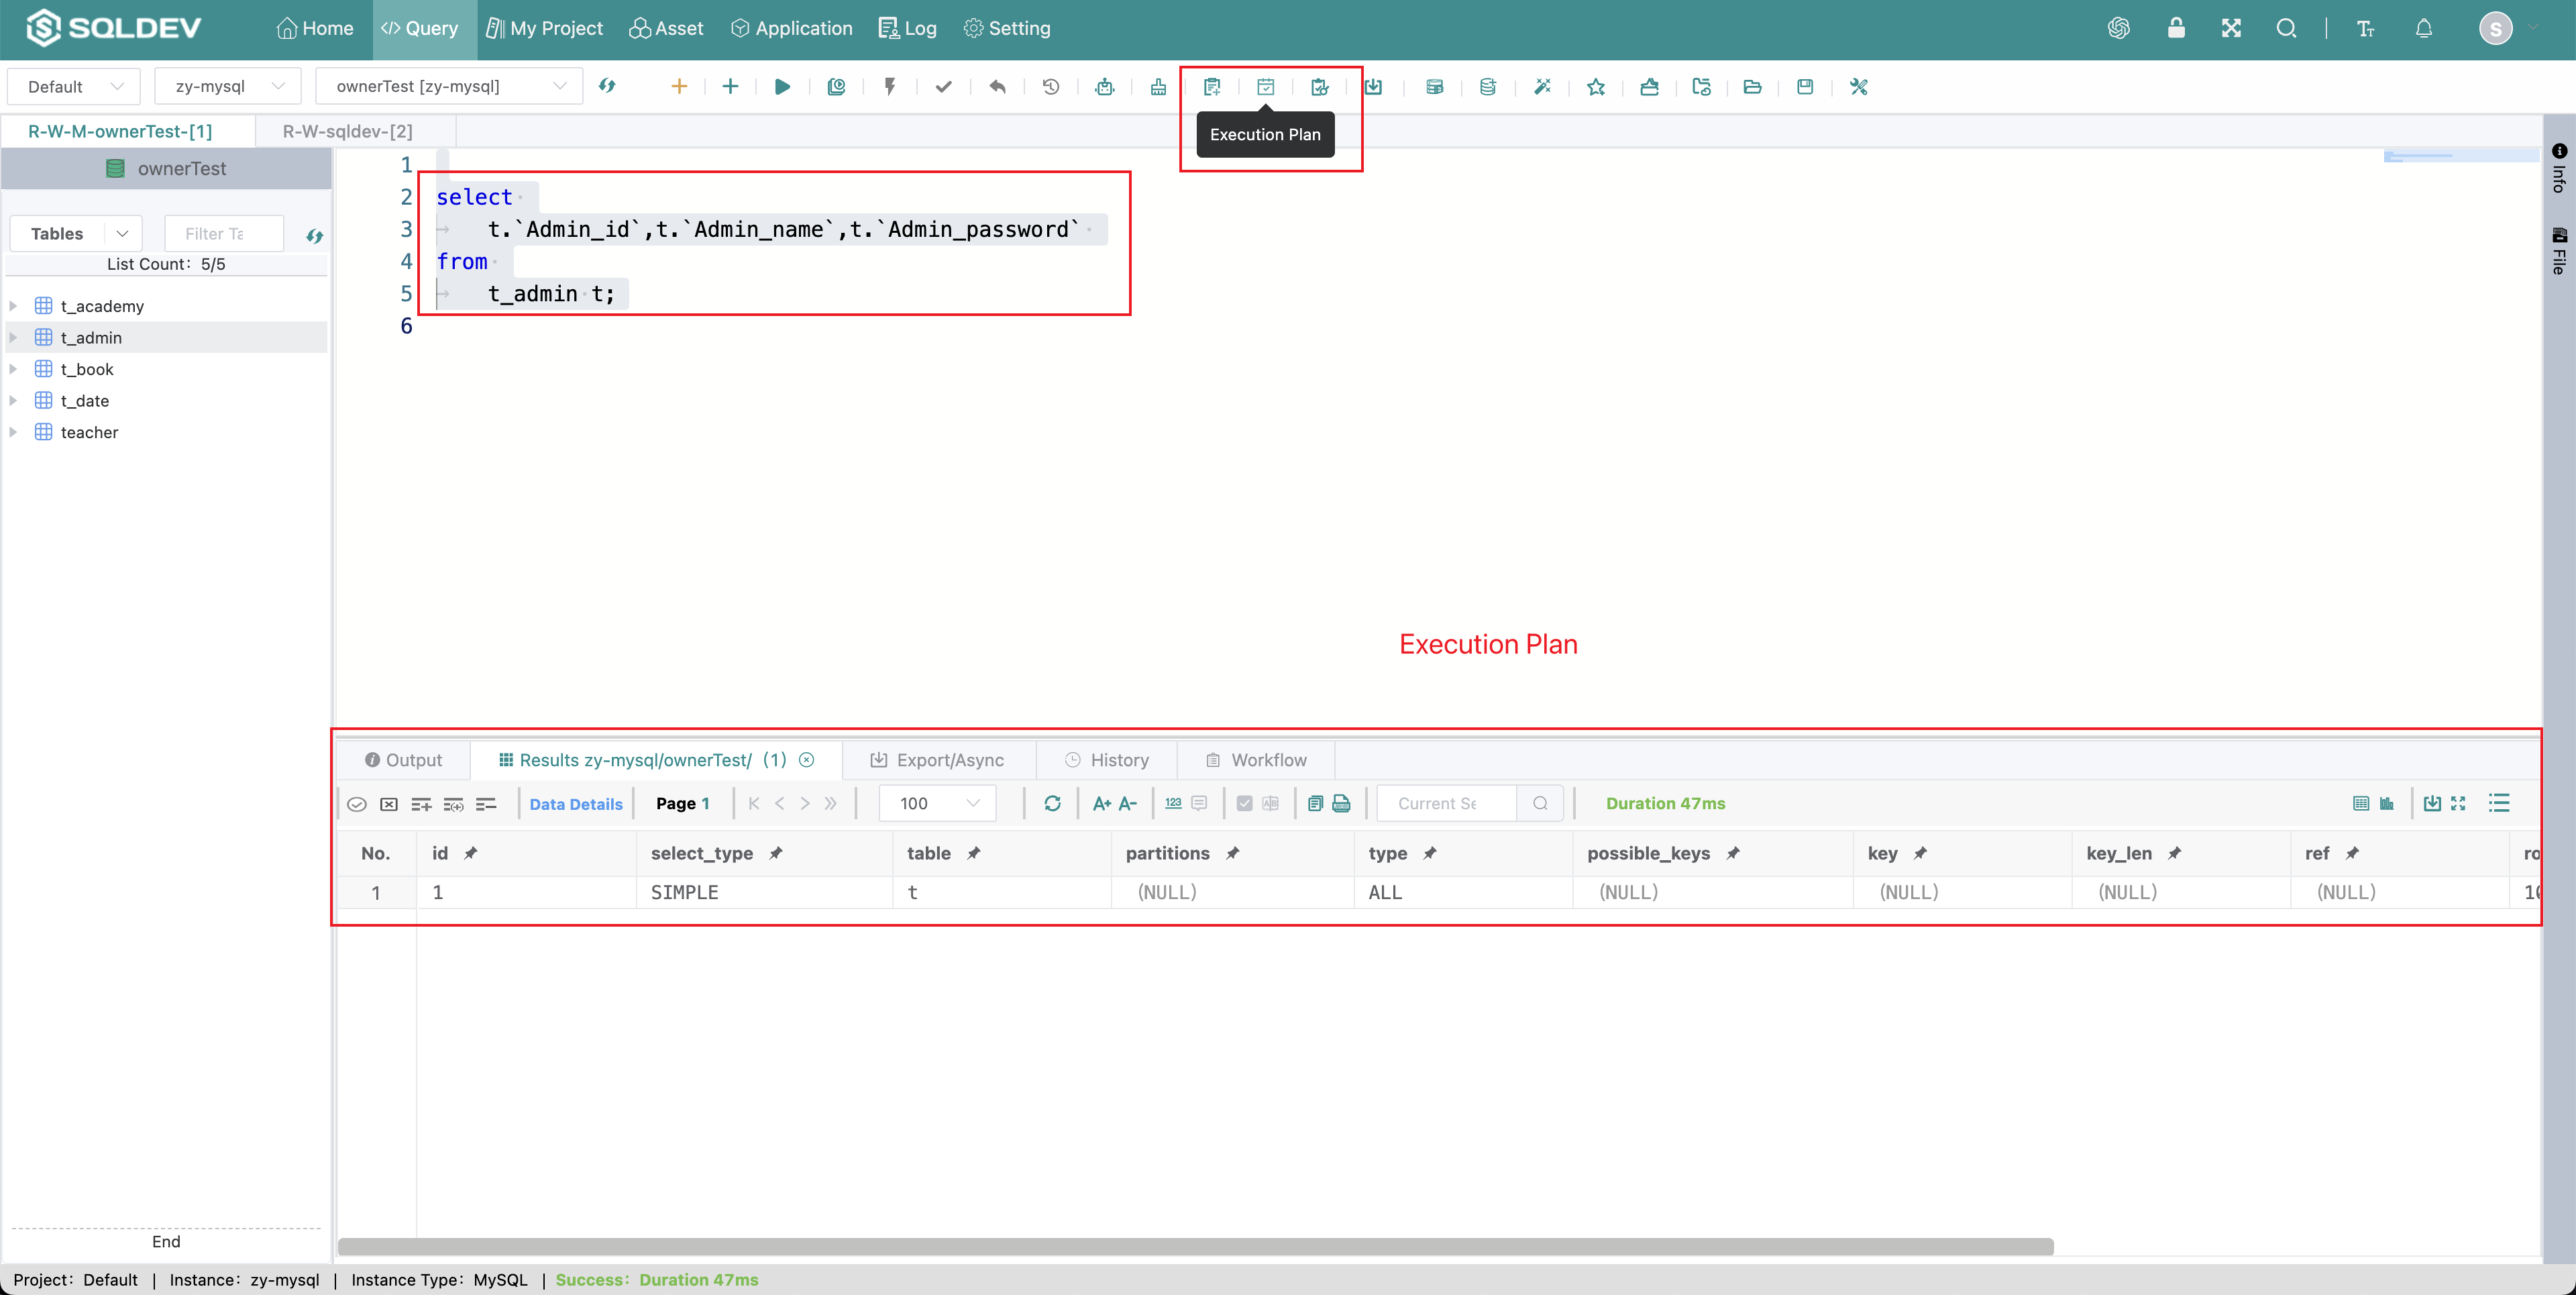 SQLDEV Home Query My Project Asset Application Log Setting S
Default zy-mysql ownerTest [zy-mysql]
Execution Plan
R-W-M-ownerTest-[1] R-W-sqldev-[2]
ownerTest
Tables Filter Ta
List Count: 5/5
t_academy
t_admin
t_book
t_date
teacher
End
1
2 select
3 t.`Admin_id`,t.`Admin_name`,t.`Admin_password`
4 from
5 t_admin t;
6
Info
File
Execution Plan
Output Results zy-mysql/ownerTest/ (1) Export/Async History Workflow
Data Details Page 1 100 A+ A- 123 Current Se Duration 47ms
No. id select_type table partitions type possible_keys key key_len ref ro
1 1 SIMPLE t (NULL) ALL (NULL) (NULL) (NULL) (NULL) 10
Project: Default | Instance: zy-mysql | Instance Type: MySQL | Success: Duration 47ms